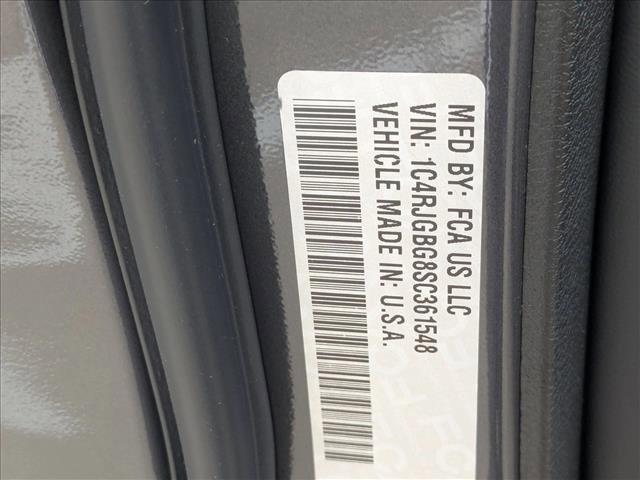 MFD BY: FCA US LLC
VIN: 1C4RJGBG8SC361548
VEHICLE MADE IN: U.S.A.